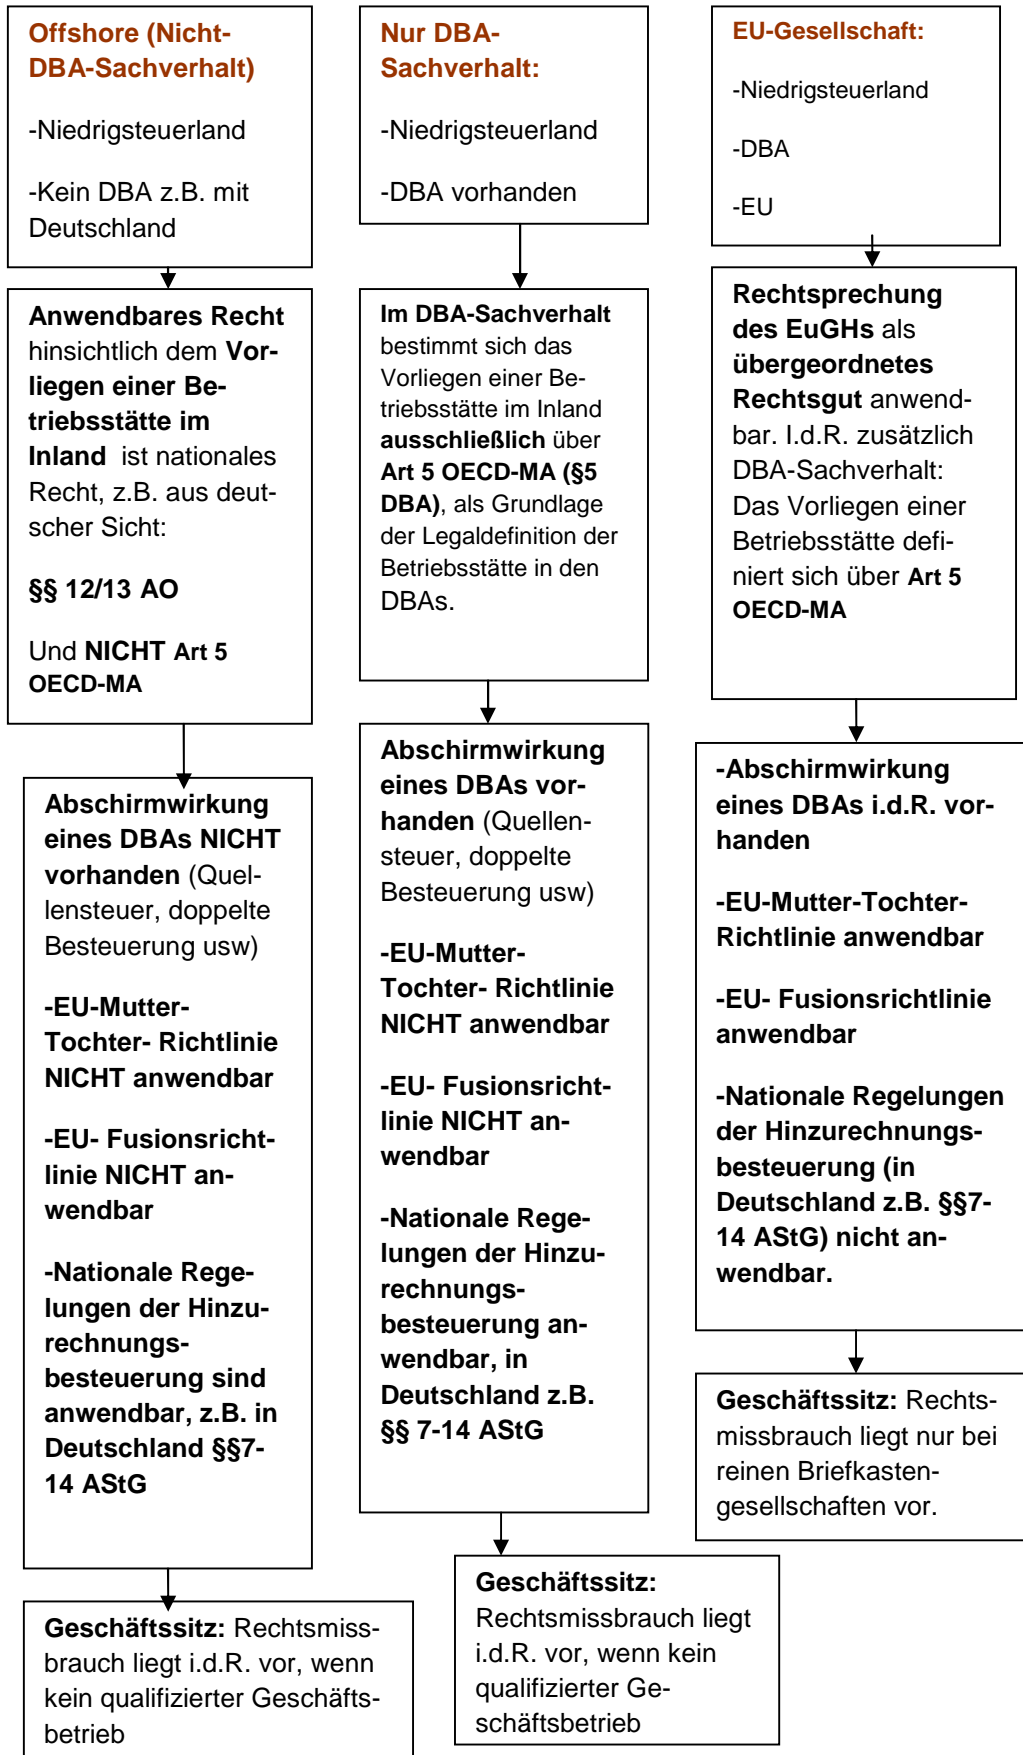 Offshore (Nicht-
DBA-Sachverhalt)
-Niedrigsteuerland
-Kein DBA z.B. mit
Deutschland
Anwendbares Recht
hinsichtlich dem Vor-
liegen einer Be-
triebsstätte im
Inland ist nationales
Recht, z.B. aus deut-
scher Sicht:
§§ 12/13 AO
Und NICHT Art 5
OECD-MA
Abschirmwirkung
eines DBAs NICHT
vorhanden (Quel-
lensteuer, doppelte
Besteuerung usw)
-EU-Mutter-
Tochter- Richtlinie
NICHT anwendbar
-EU- Fusionsricht-
linie NICHT an-
wendbar
-Nationale Rege-
lungen der Hinzu-
rechnungs-
besteuerung sind
anwendbar, z.B. in
Deutschland §§7-
14 AStG
Geschäftssitz: Rechtsmiss-
brauch liegt i.d.R. vor, wenn
kein qualifizierter Geschäfts-
betrieb
Nur DBA-
Sachverhalt:
-Niedrigsteuerland
-DBA vorhanden
Im DBA-Sachverhalt
bestimmt sich das
Vorliegen einer Be-
triebsstätte im Inland
ausschließlich über
Art 5 OECD-MA (§5
DBA), als Grundlage
der Legaldefinition der
Betriebsstätte in den
DBAs.
Abschirmwirkung
eines DBAs vor-
handen (Quellen-
steuer, doppelte
Besteuerung usw)
-EU-Mutter-
Tochter- Richtlinie
NICHT anwendbar
-EU- Fusionsricht-
linie NICHT an-
wendbar
-Nationale Rege-
lungen der Hinzu-
rechnungs-
besteuerung an-
wendbar, in
Deutschland z.B.
§§ 7-14 AStG
Geschäftssitz:
Rechtsmissbrauch liegt
i.d.R. vor, wenn kein
qualifizierter Ge-
schäftsbetrieb
EU-Gesellschaft:
-Niedrigsteuerland
-DBA
-EU
Rechtsprechung
des EuGHs als
übergeordnetes
Rechtsgut anwend-
bar. I.d.R. zusätzlich
DBA-Sachverhalt:
Das Vorliegen einer
Betriebsstätte defi-
niert sich über Art 5
OECD-MA
-Abschirmwirkung
eines DBAs i.d.R. vor-
handen
-EU-Mutter-Tochter-
Richtlinie anwendbar
-EU- Fusionsrichtlinie
anwendbar
-Nationale Regelungen
der Hinzurechnungs-
besteuerung (in
Deutschland z.B. §§7-
14 AStG) nicht an-
wendbar.
Geschäftssitz: Rechts-
missbrauch liegt nur bei
reinen Briefkasten-
gesellschaften vor.